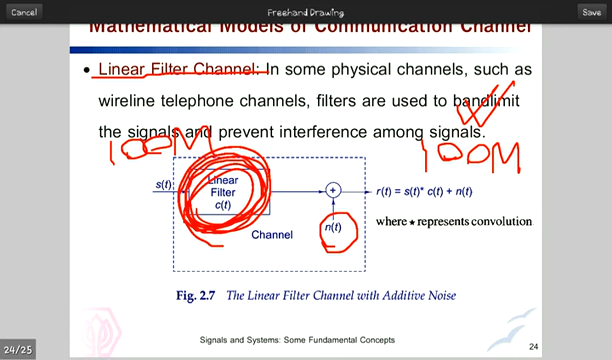 Cancel
Freehand Drawing
Save
Mathematical Models of Communication Channel
• Linear Filter Channel: In some physical channels, such as
wireline telephone channels, filters are used to bandlimit
the signals and prevent interference among signals.
100M
100M
s(t)
Linear
Filter
c(t)
+
r(t) = s(t)* c(t) + n(t)
n(t)
Channel
where ★ represents convolution
Fig. 2.7 The Linear Filter Channel with Additive Noise
Signals and Systems: Some Fundamental Concepts
24
24/25